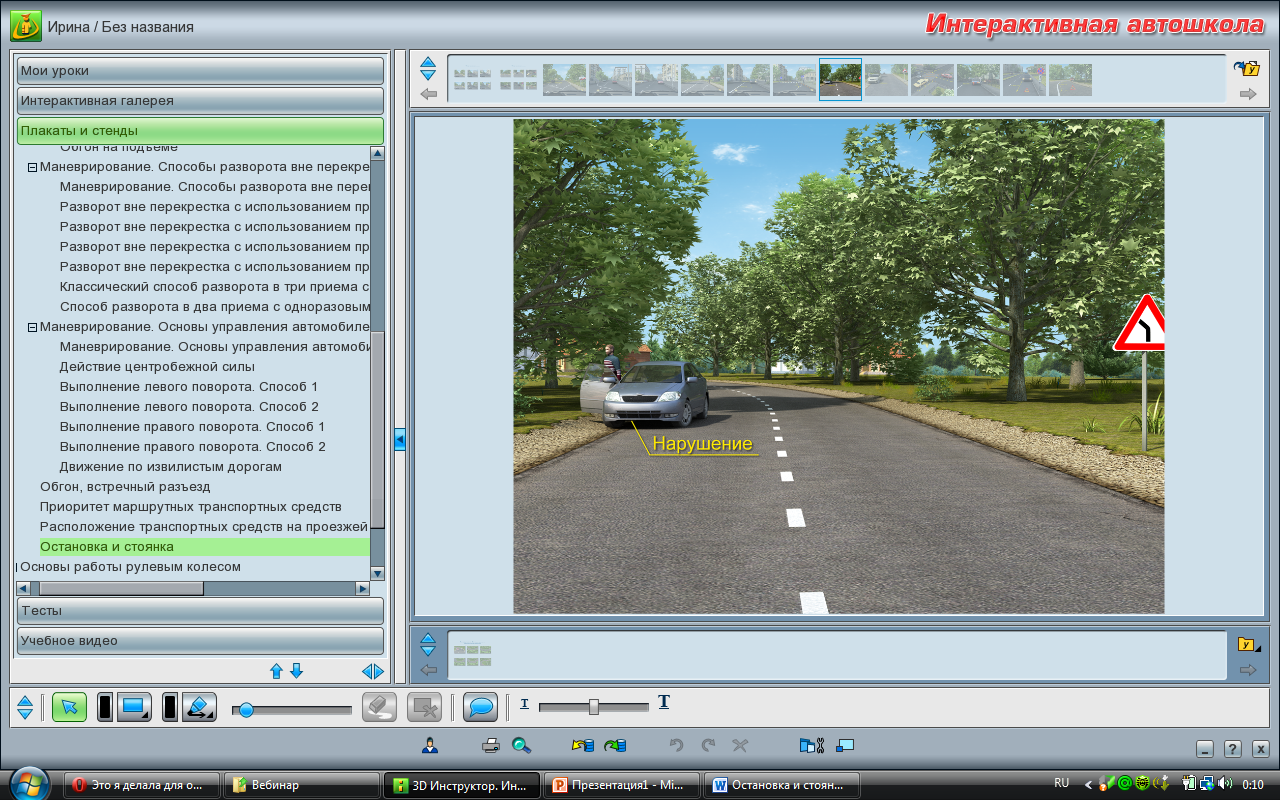 Ирина / Без названия
Интерактивная автошкола
Мои уроки
Интерактивная галерея
Плакаты и стенды
Обгон на подъеме
Маневрирование. Способы разворота вне перекре
Маневрирование. Способы разворота вне пере
Разворот вне перекрестка с использованием пр
Разворот вне перекрестка с использованием пр
Разворот вне перекрестка с использованием пр
Разворот вне перекрестка с использованием пр
Классический способ разворота в три приема с
Способ разворота в два приема с одноразовым
Маневрирование. Основы управления автомобиле
Маневрирование. Основы управления автомоби
Действие центробежной силы
Выполнение левого поворота. Способ 1
Выполнение левого поворота. Способ 2
Выполнение правого поворота. Способ 1
Выполнение правого поворота. Способ 2
Движение по извилистым дорогам
Обгон, встречный разъезд
Приоритет маршрутных транспортных средств
Расположение транспортных средств на проезжей
Остановка и стоянка
Основы работы рулевым колесом
Тесты
Учебное видео
Нарушение
T T
Это я делала для о...
Вебинар
3D Инструктор. Ин...
Презентация1 - Mi...
Остановка и стоян...
RU
0:10